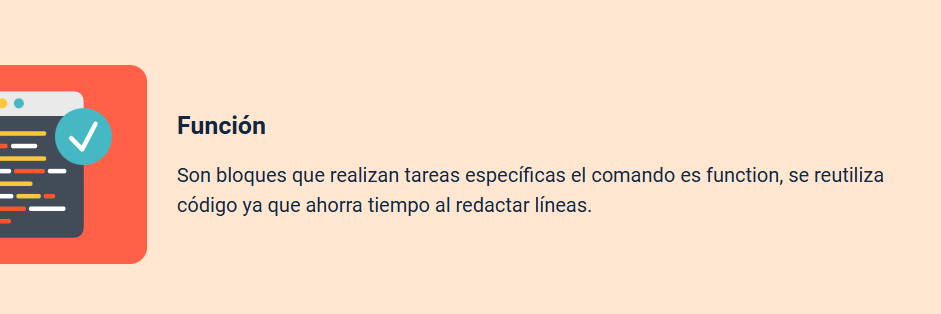 Función
Son bloques que realizan tareas específicas el comando es function, se reutiliza
código ya que ahorra tiempo al redactar líneas.